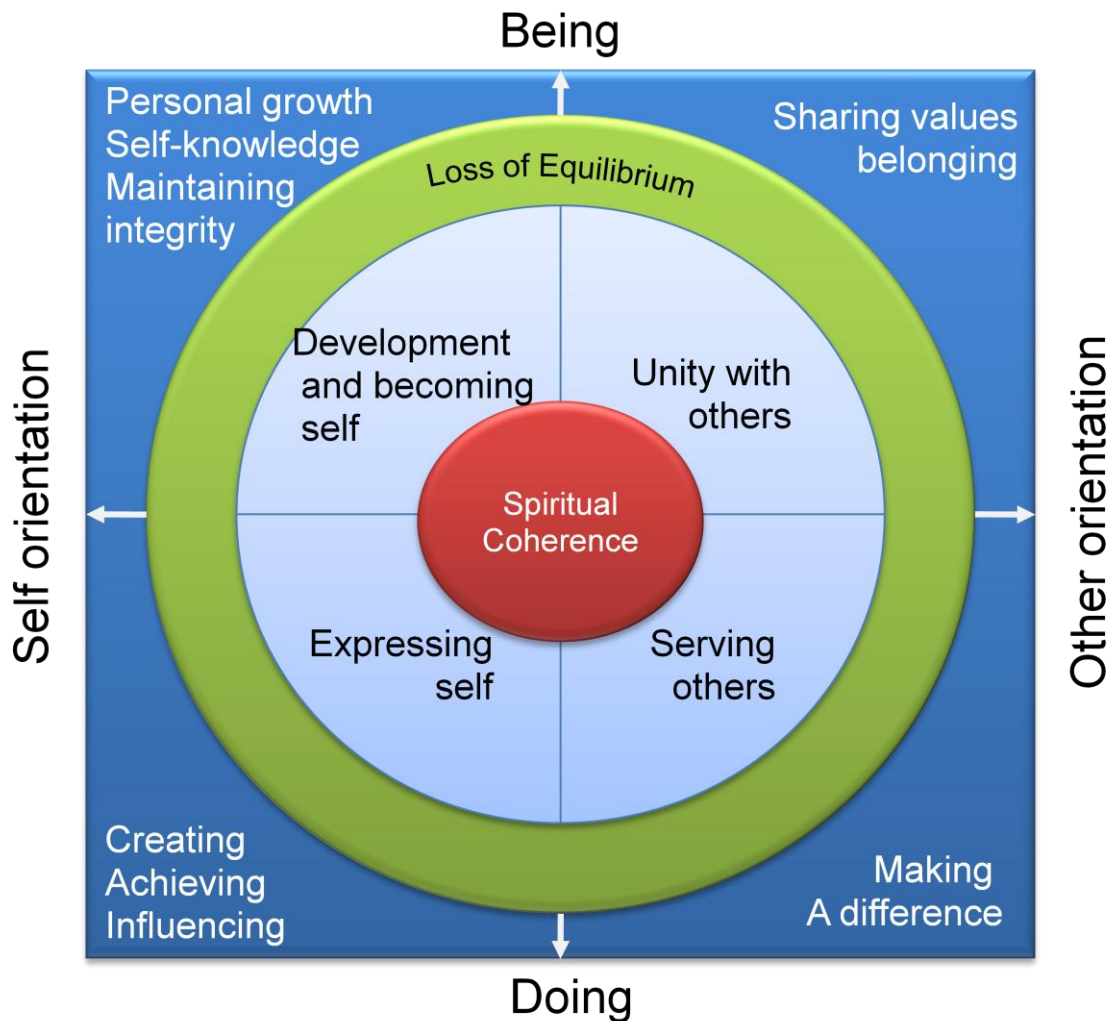 Being
Personal growth
Self-knowledge
Maintaining
integrity
Sharing values
belonging
Loss of Equilibrium
Development
and becoming
self
Unity with
others
Self orientation
Spiritual
Coherence
Other orientation
Expressing
self
Serving
others
Creating
Achieving
Influencing
Making
A difference
Doing